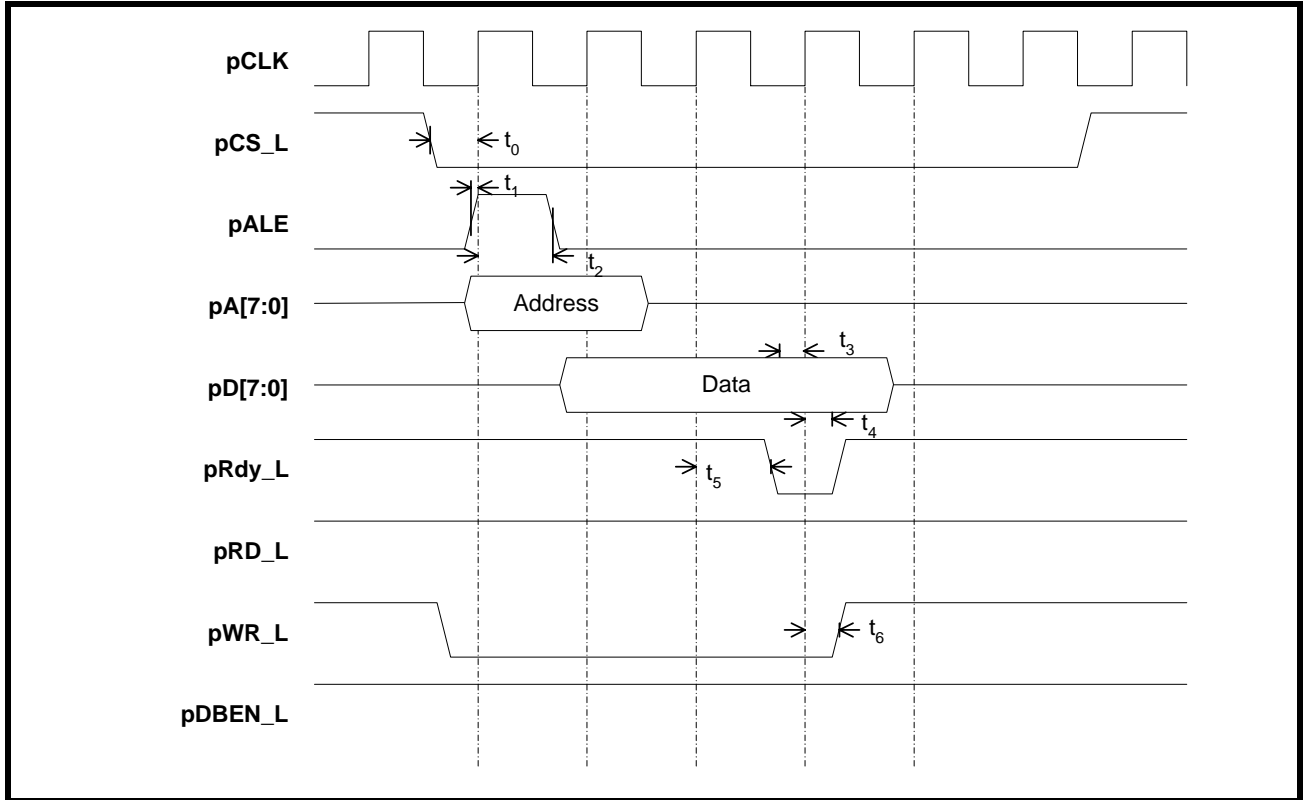 pCLK
pCS_L
t0
t1
pALE
t2
pA[7:0]
Address
t3
pD[7:0]
Data
t4
pRdy_L
t5
pRD_L
pWR_L
t6
pDBEN_L